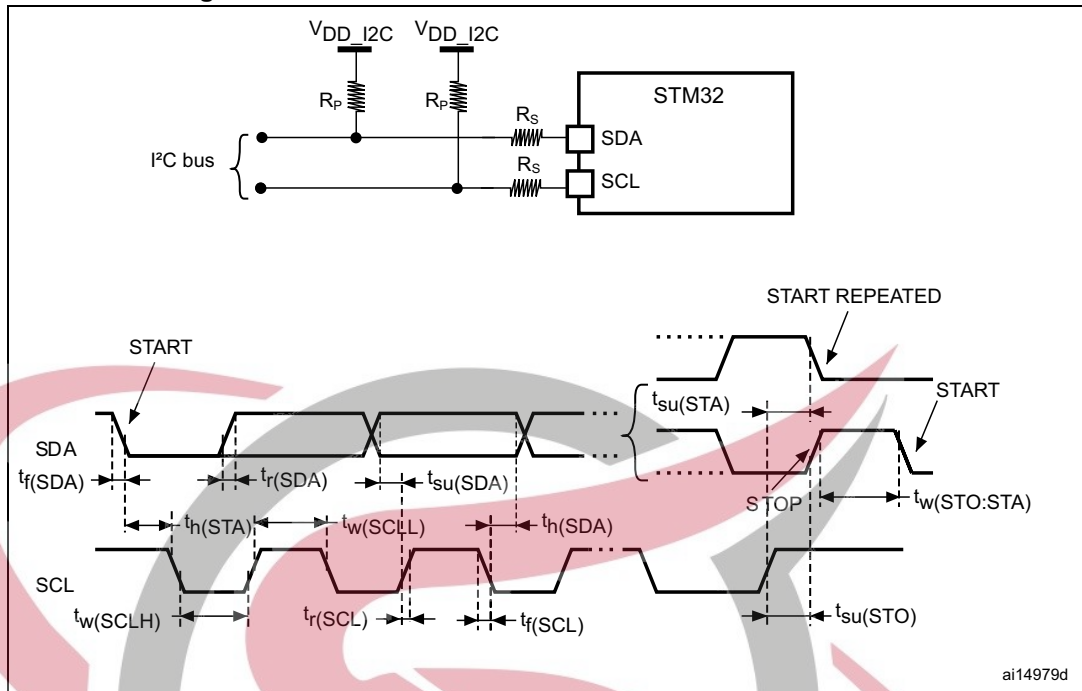 VDD_I2C VDD_I2C
RP RP
STM32
RS
SDA
I²C bus
RS
SCL
START REPEATED
START
START
tsu(STA)
SDA
tf(SDA) tr(SDA) tsu(SDA)
STOP
tw(STO:STA)
th(STA) tw(SCLL) th(SDA)
SCL
tw(SCLH) tr(SCL) tf(SCL) tsu(STO)
ai14979d